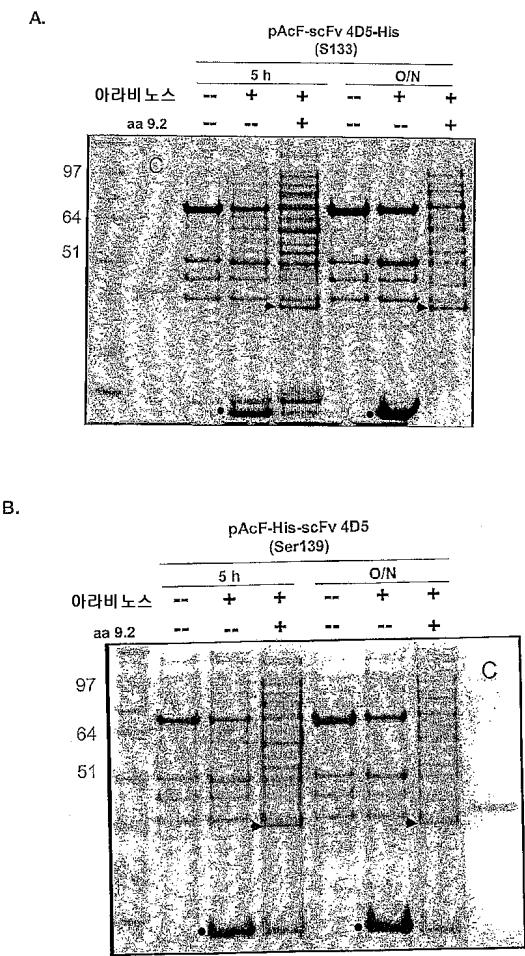 A.
pAcF-scFv 4D5-His
(S133)
5 h O/N
아라비노스 -- + + -- + +
aa 9.2 -- -- + -- -- +
97
64
51
C
B.
pAcF-His-scFv 4D5
(Ser139)
5 h O/N
아라비노스 -- + + -- + +
aa 9.2 -- -- + -- -- +
97
64
51
C